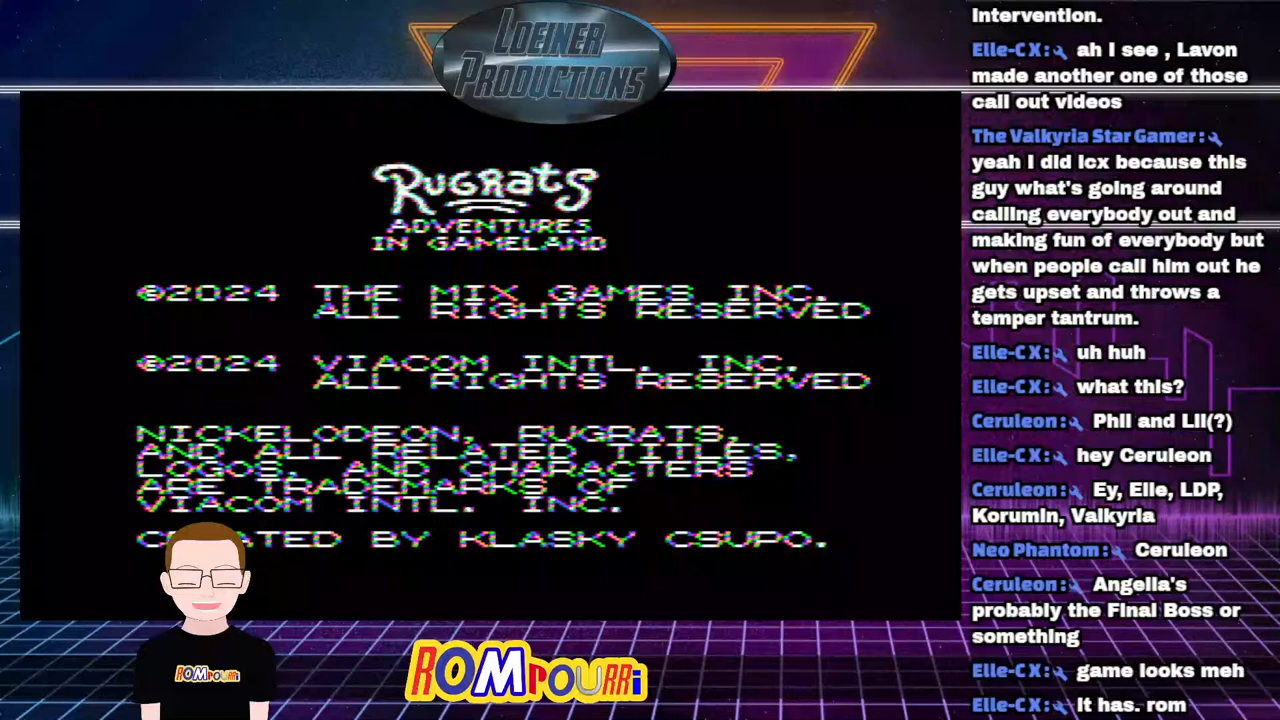 LDEINER
PRODUCTIONS
RUGRATS
ADVENTURES
IN GAMELAND
©2024 THE MIX GAMES INC.
ALL RIGHTS RESERVED
©2024 VIACOM INTL. INC.
ALL RIGHTS RESERVED
NICKELODEON, RUGRATS,
AND ALL RELATED TITLES,
LOGOS, AND CHARACTERS
ARE TRADEMARKS OF
VIACOM INTL. INC.
C ATED BY KLASKY CSUPO.
ROMPOURRi
ROMPOURRi
Intervention.
Elle-CX: ah I see , Lavon
made another one of those
call out videos
The Valkyria Star Gamer:
yeah I did lcx because this
guy what's going around
calling everybody out and
making fun of everybody but
when people call him out he
gets upset and throws a
temper tantrum.
Elle-CX: uh huh
Elle-CX: what this?
Ceruleon: Phil and Lil(?)
Elle-CX: hey Ceruleon
Ceruleon: Ey, Elle, LDP,
Korumin, Valkyria
Neo Phantom: Ceruleon
Ceruleon: Angelia's
probably the Final Boss or
something
Elle-CX: game looks meh
Elle-CX: It has. rom